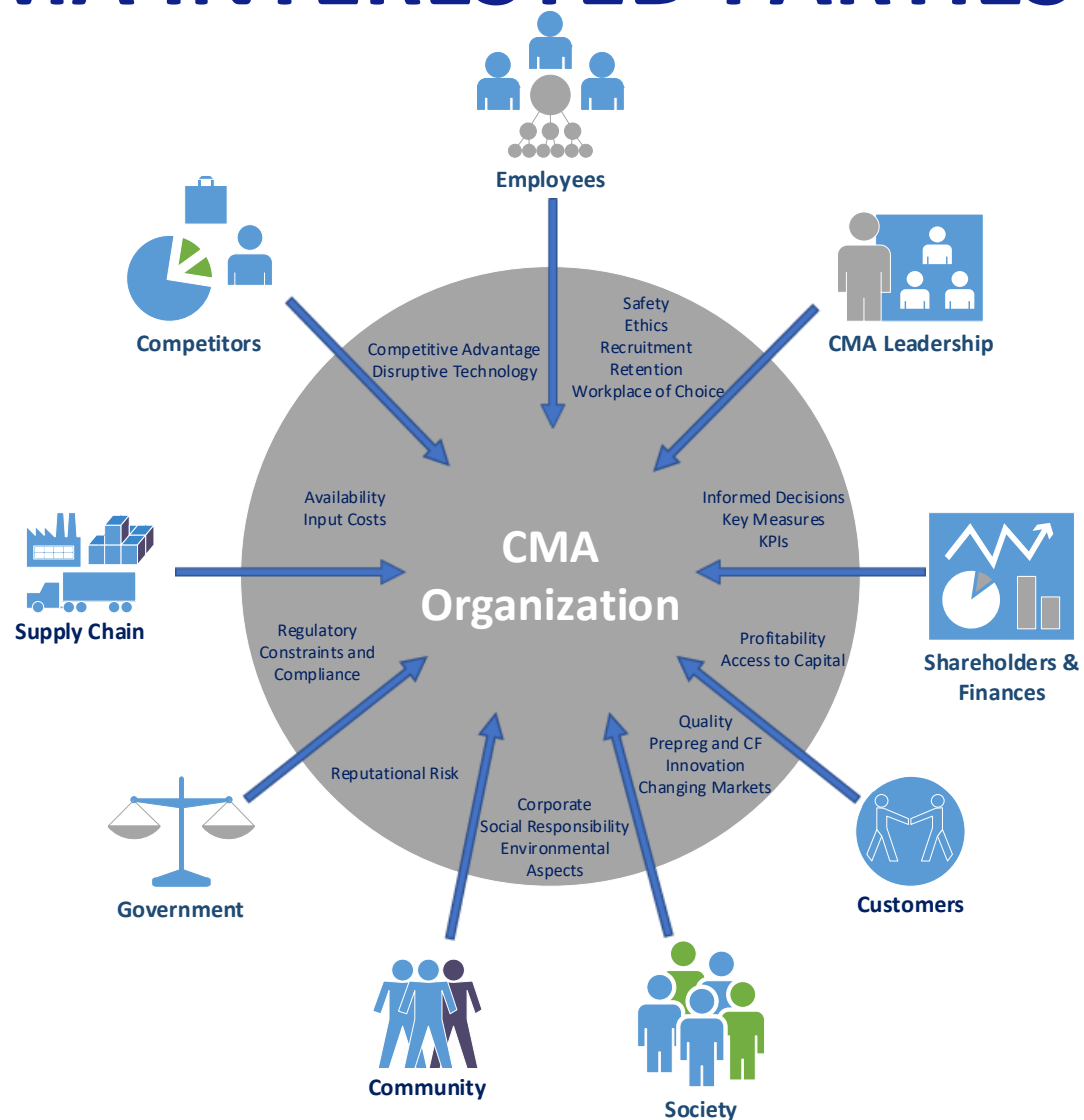 INTERESTED PARTIES
Employees
Competitors
CMA Leadership
Safety
Ethics
Recruitment
Retention
Workplace of Choice
Competitive Advantage
Disruptive Technology
Availability
Input Costs
Informed Decisions
Key Measures
KPIs
CMA
Organization
Supply Chain
Shareholders &
Finances
Regulatory
Constraints and
Compliance
Profitability
Access to Capital
Quality
Prepreg and CF
Innovation
Changing Markets
Reputational Risk
Corporate
Social Responsibility
Environmental
Aspects
Government
Customers
Community
Society